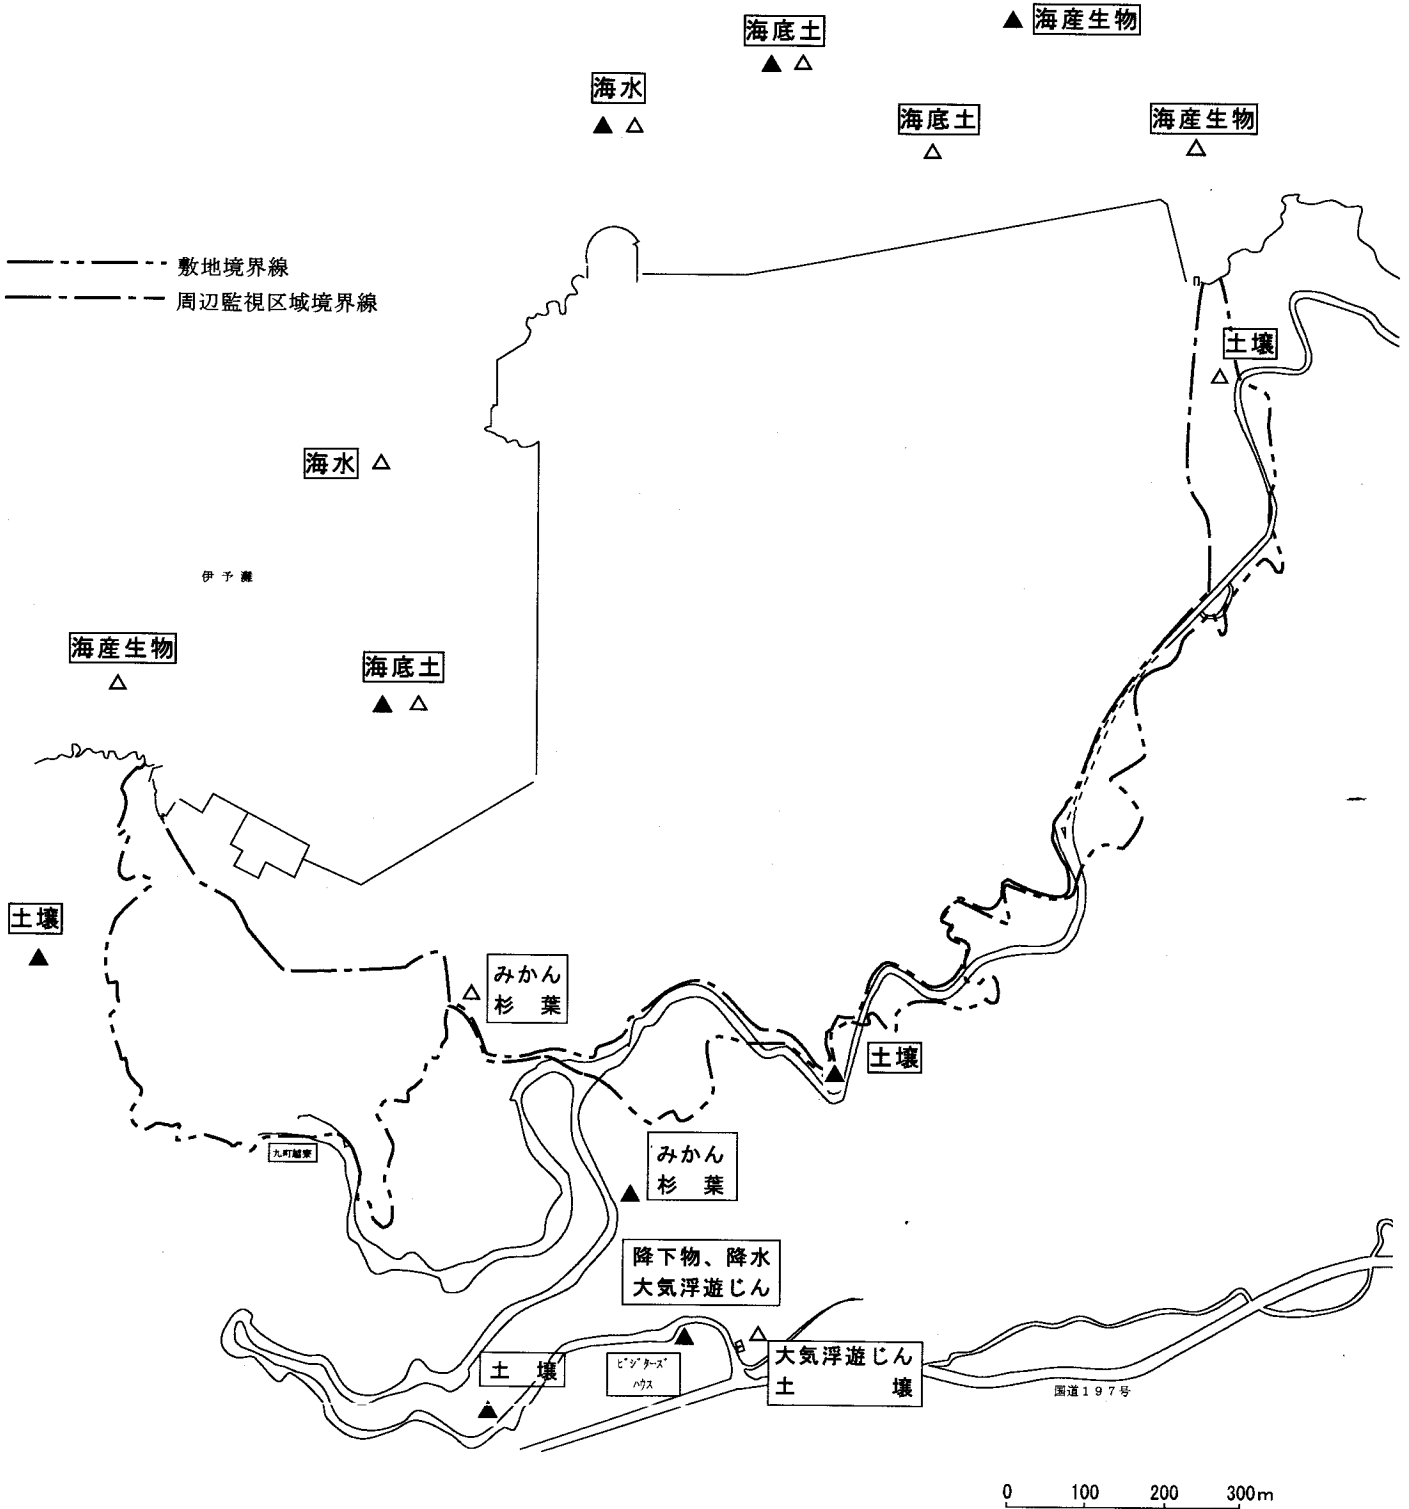 海産生物
海底土
海水
海底土
海産生物
敷地境界線
周辺監視区域境界線
土壌
海水
伊予灘
海産生物
海底土
土壌
みかん
杉 葉
土壌
九町越東
みかん
杉 葉
降下物、降水
大気浮遊じん
土 壌
ビジターズ
ハウス
大気浮遊じん
土 壌
国道197号
0 100 200 300m